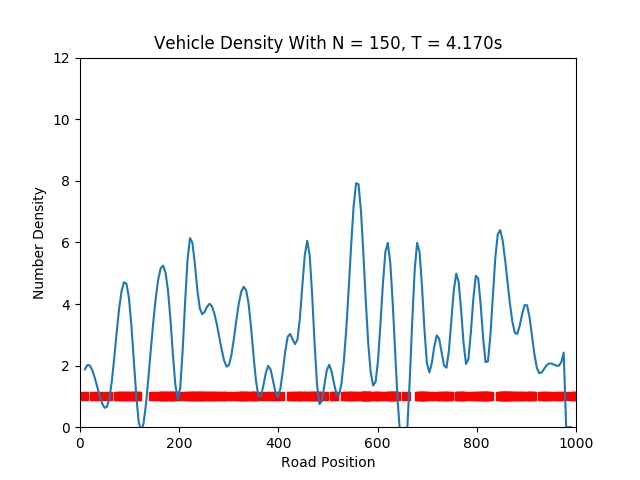 Vehicle Density With N = 150, T = 4.170s
12
10
8
6
4
2
0
Number Density
0 200 400 600 800 1000
Road Position